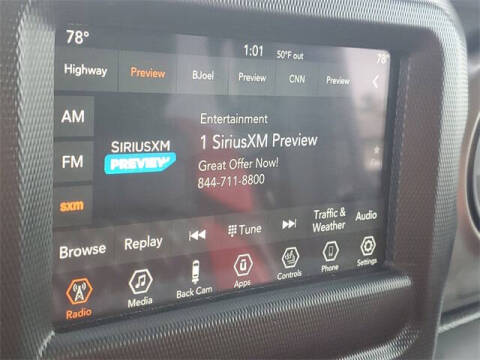 78°
1:01
50°F out
78°
Highway
Preview
BJoel
Preview
CNN
Preview
AM
FM
sxm
SIRIUSXM
PREVIEW
Entertainment
1 SiriusXM Preview
Great Offer Now!
844-711-8800
Browse
Replay
Tune
Traffic &
Weather
Audio
Radio
Media
Back Cam
Apps
Controls
Phone
Settings